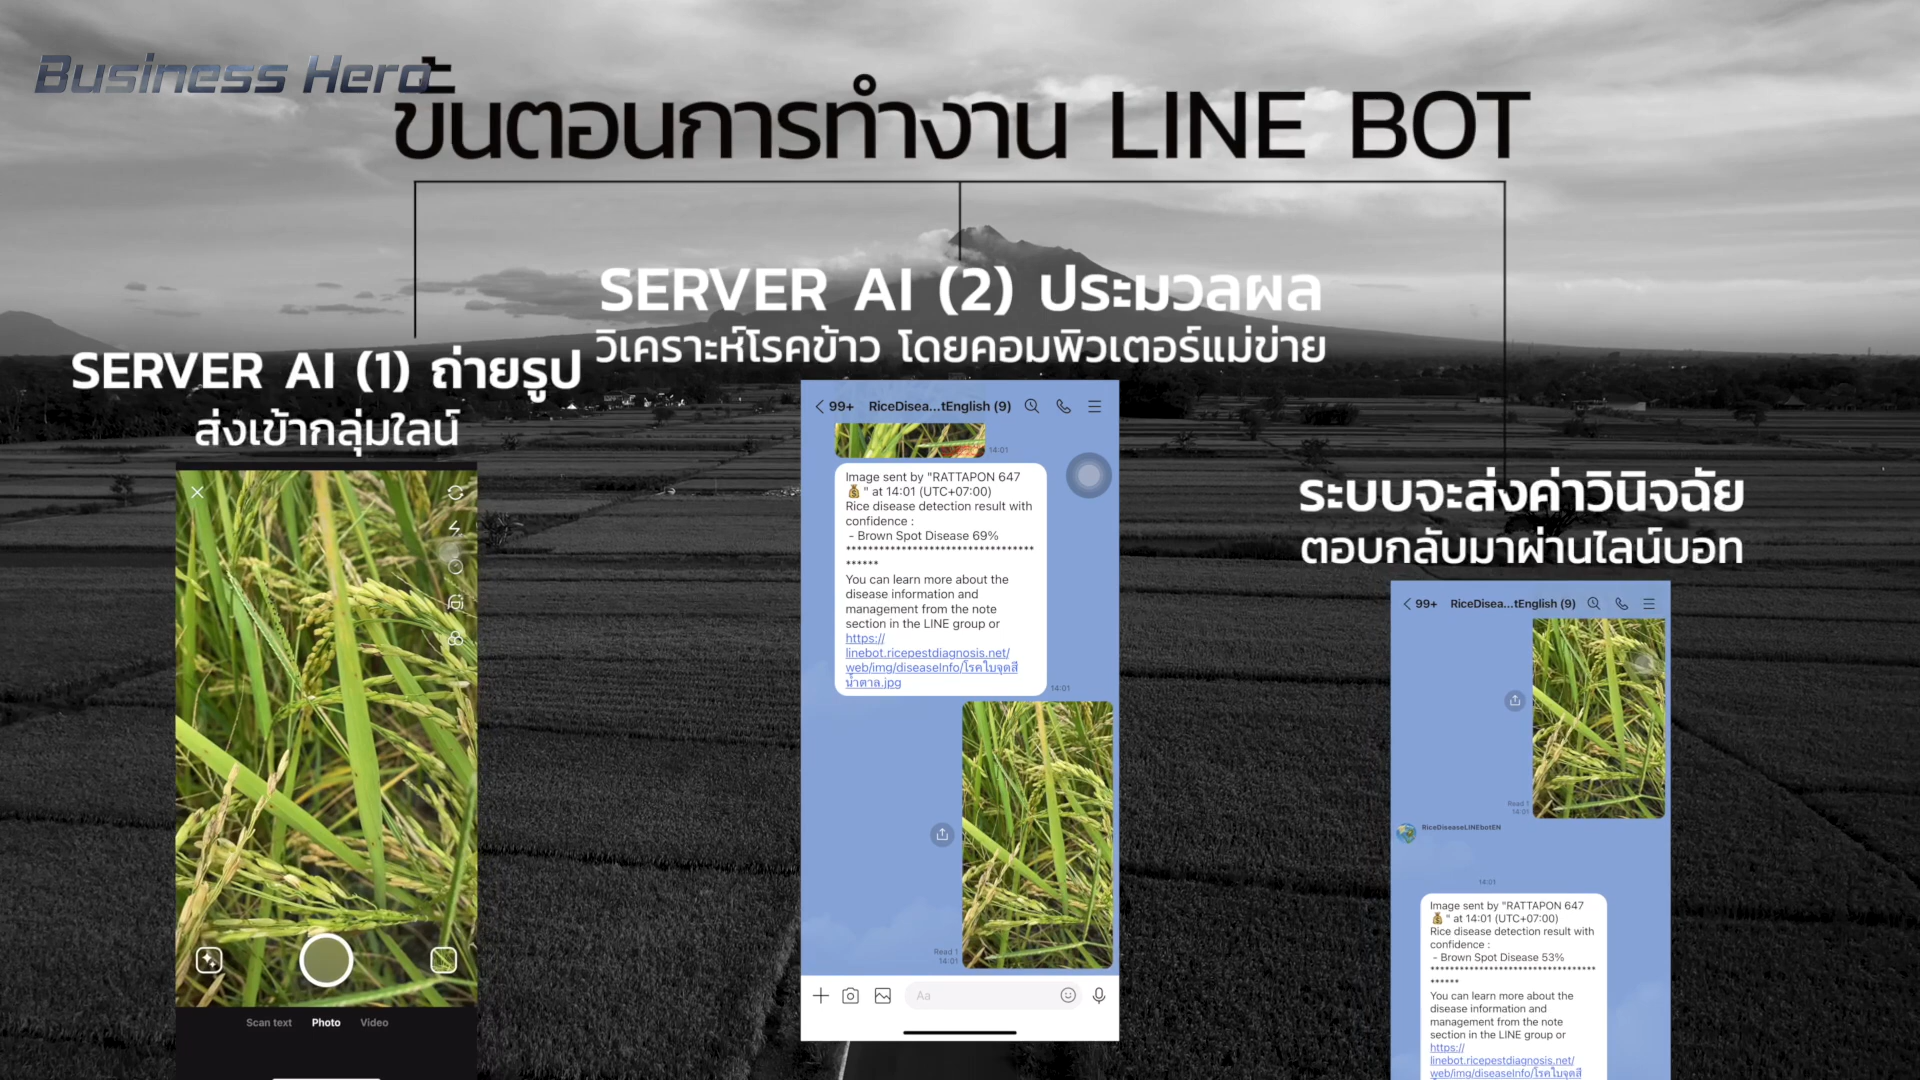 Business Hero
ขั้นตอนการทำงาน LINE BOT
SERVER AI (1) ถ่ายรูป
ส่งเข้ากลุ่มใลน์
Scan text Photo Video
SERVER AI (2) ประมวลผล
วิเคราะห์โรคข้าว โดยคอมพิวเตอร์แม่ข่าย
99+ RiceDisea...tEnglish (9)
14:01
Image sent by "RATTAPON 647
💰 " at 14:01 (UTC+07:00)
Rice disease detection result with
confidence :
- Brown Spot Disease 69%
**********************************
******
You can learn more about the
disease information and
management from the note
section in the LINE group or
https://
linebot.ricepestdiagnosis.net/
web/img/diseaseInfo/โรคใบจุดสี
น้ำตาล.jpg
14:01
Read 1
14:01
Aa
ระบบจะส่งค่าวินิจฉัย
ตอบกลับมาผ่านไลน์บอท
99+ RiceDisea...tEnglish (9)
Read 1
14:01
RiceDiseaseLINEbotEN
14:01
Image sent by "RATTAPON 647
💰 " at 14:01 (UTC+07:00)
Rice disease detection result with
confidence :
- Brown Spot Disease 53%
**********************************
******
You can learn more about the
disease information and
management from the note
section in the LINE group or
https://
linebot.ricepestdiagnosis.net/
web/img/diseaseInfo/โรคใบจุดสี